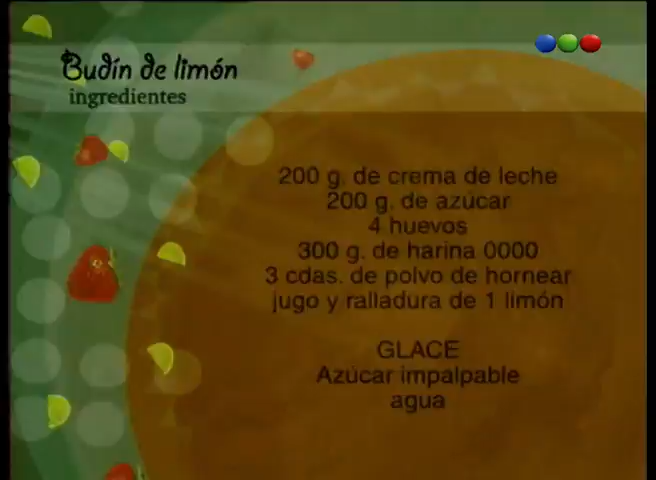 Budín de limón
ingredientes
200 g. de crema de leche
200 g. de azúcar
4 huevos
300 g. de harina 0000
3 cdas. de polvo de hornear
jugo y ralladura de 1 limón
GLACE
Azúcar impalpable
agua